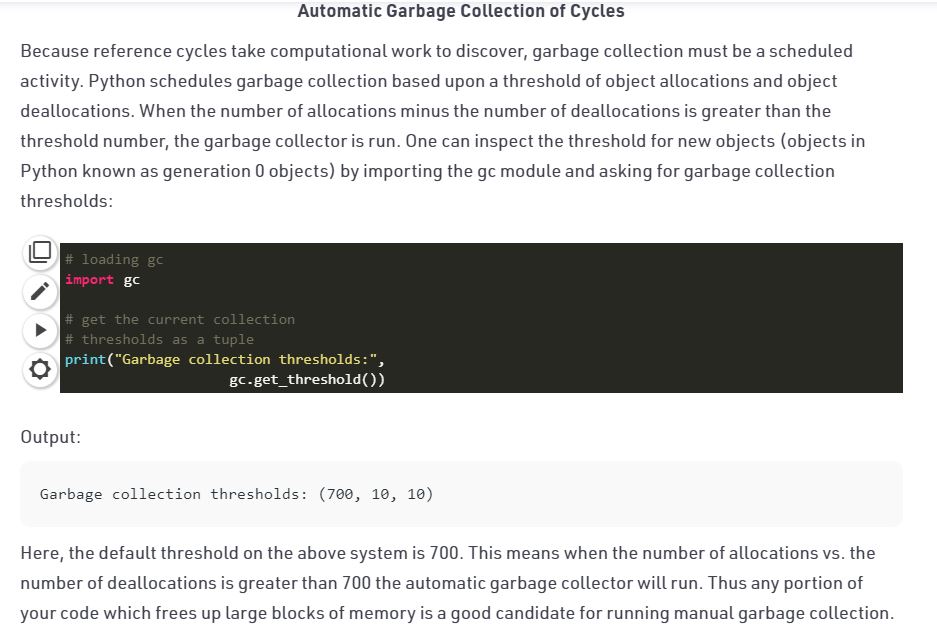 Automatic Garbage Collection of Cycles
Because reference cycles take computational work to discover, garbage collection must be a scheduled
activity. Python schedules garbage collection based upon a threshold of object allocations and object
deallocations. When the number of allocations minus the number of deallocations is greater than the
threshold number, the garbage collector is run. One can inspect the threshold for new objects (objects in
Python known as generation 0 objects) by importing the gc module and asking for garbage collection
thresholds:
# loading gc
import gc
# get the current collection
# thresholds as a tuple
print("Garbage collection thresholds:",
gc.get_threshold())
Output:
Garbage collection thresholds: (700, 10, 10)
Here, the default threshold on the above system is 700. This means when the number of allocations vs. the
number of deallocations is greater than 700 the automatic garbage collector will run. Thus any portion of
your code which frees up large blocks of memory is a good candidate for running manual garbage collection.